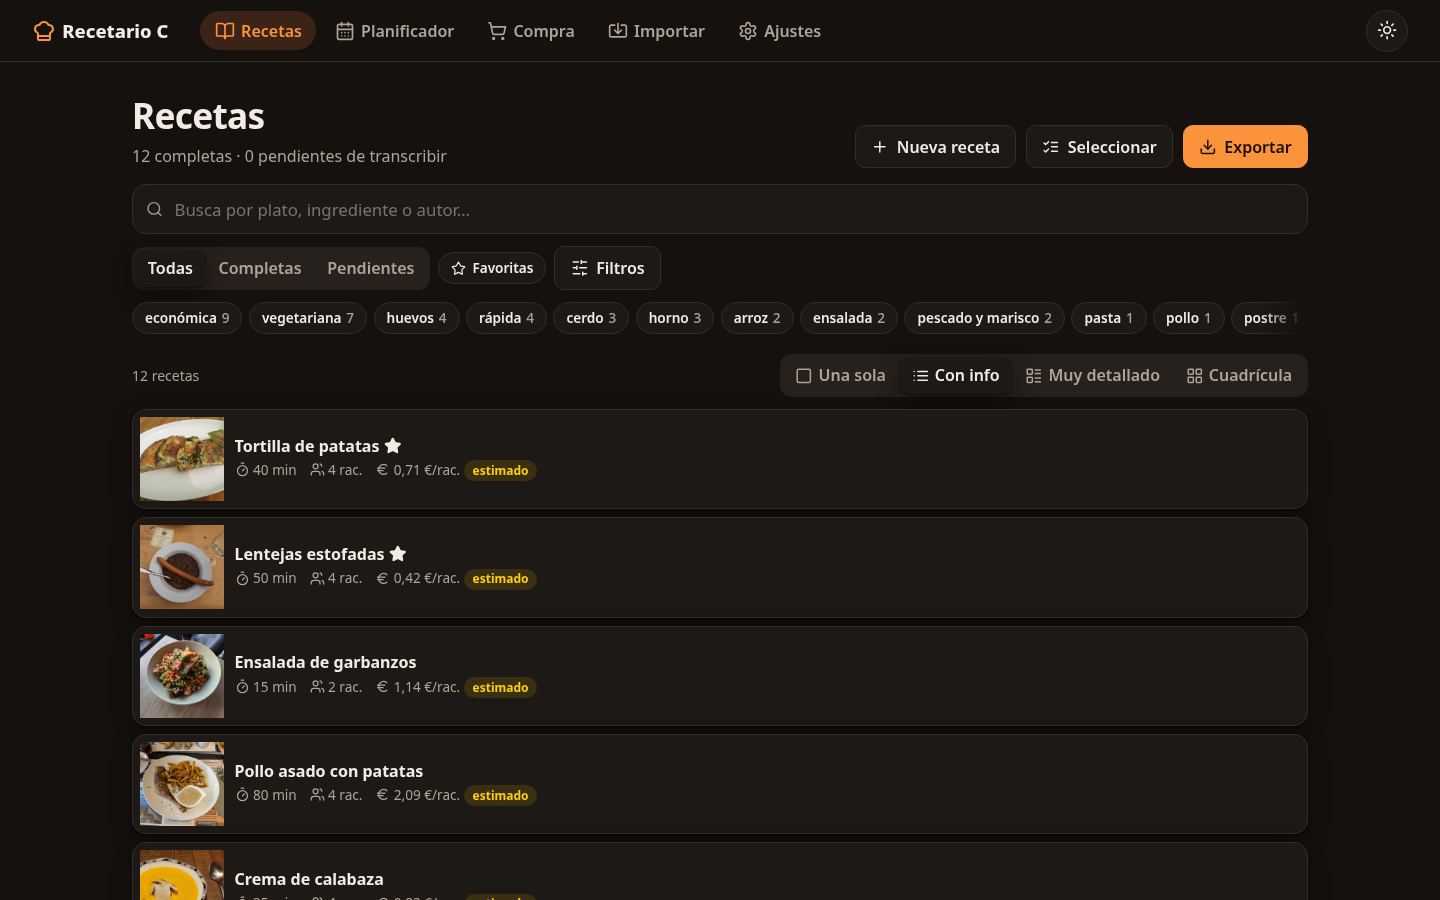 Recetario C
Recetas
Planificador
Compra
Importar
Ajustes
Recetas
12 completas · 0 pendientes de transcribir
Nueva receta
Seleccionar
Exportar
Busca por plato, ingrediente o autor...
Todas
Completas
Pendientes
Favoritas
Filtros
económica 9
vegetariana 7
huevos 4
rápida 4
cerdo 3
horno 3
arroz 2
ensalada 2
pescado y marisco 2
pasta 1
pollo 1
postre 1
12 recetas
Una sola
Con info
Muy detallado
Cuadrícula
Tortilla de patatas
40 min 4 rac. € 0,71 €/rac. estimado
Lentejas estofadas
50 min 4 rac. € 0,42 €/rac. estimado
Ensalada de garbanzos
15 min 2 rac. € 1,14 €/rac. estimado
Pollo asado con patatas
80 min 4 rac. € 2,09 €/rac. estimado
Crema de calabaza